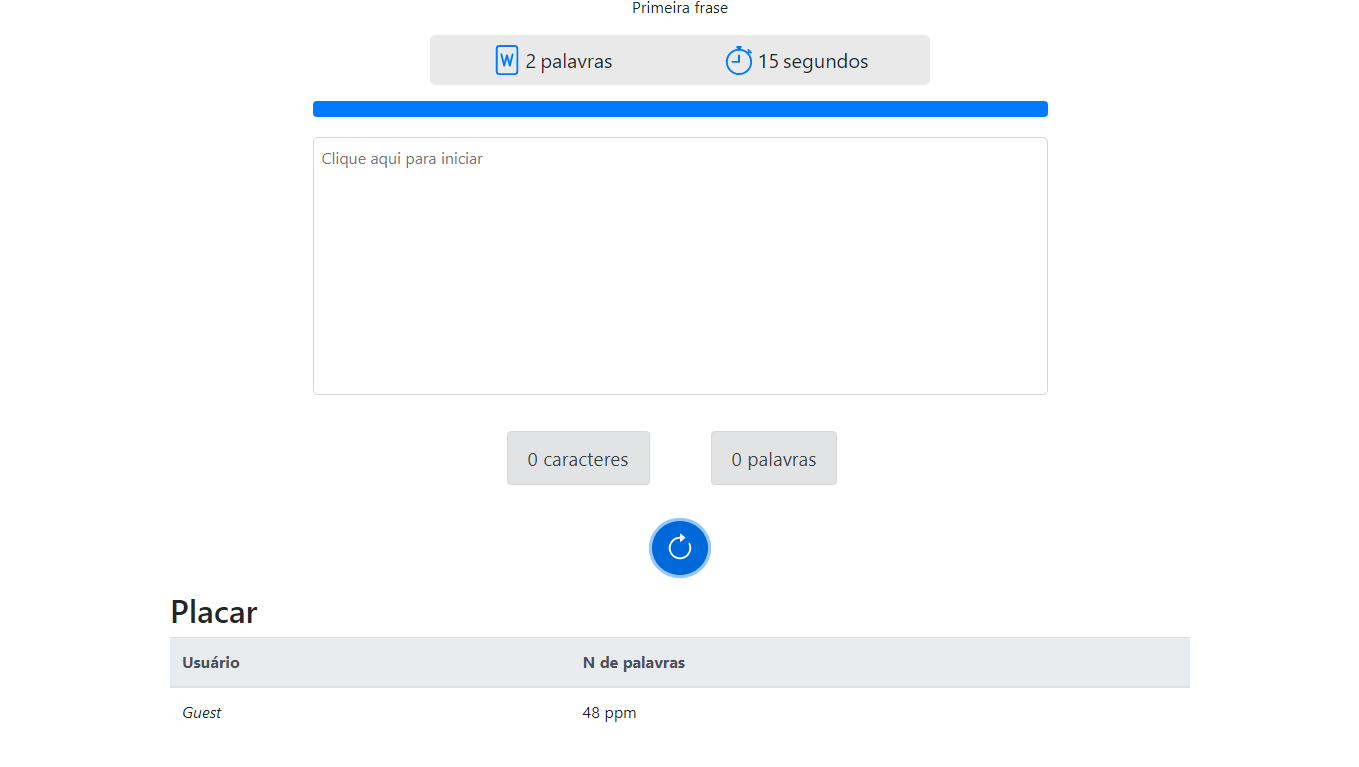 Primeira frase
W 2 palavras 15 segundos
Clique aqui para iniciar
0 caracteres 0 palavras
Placar
Usuário N de palavras
Guest 48 ppm